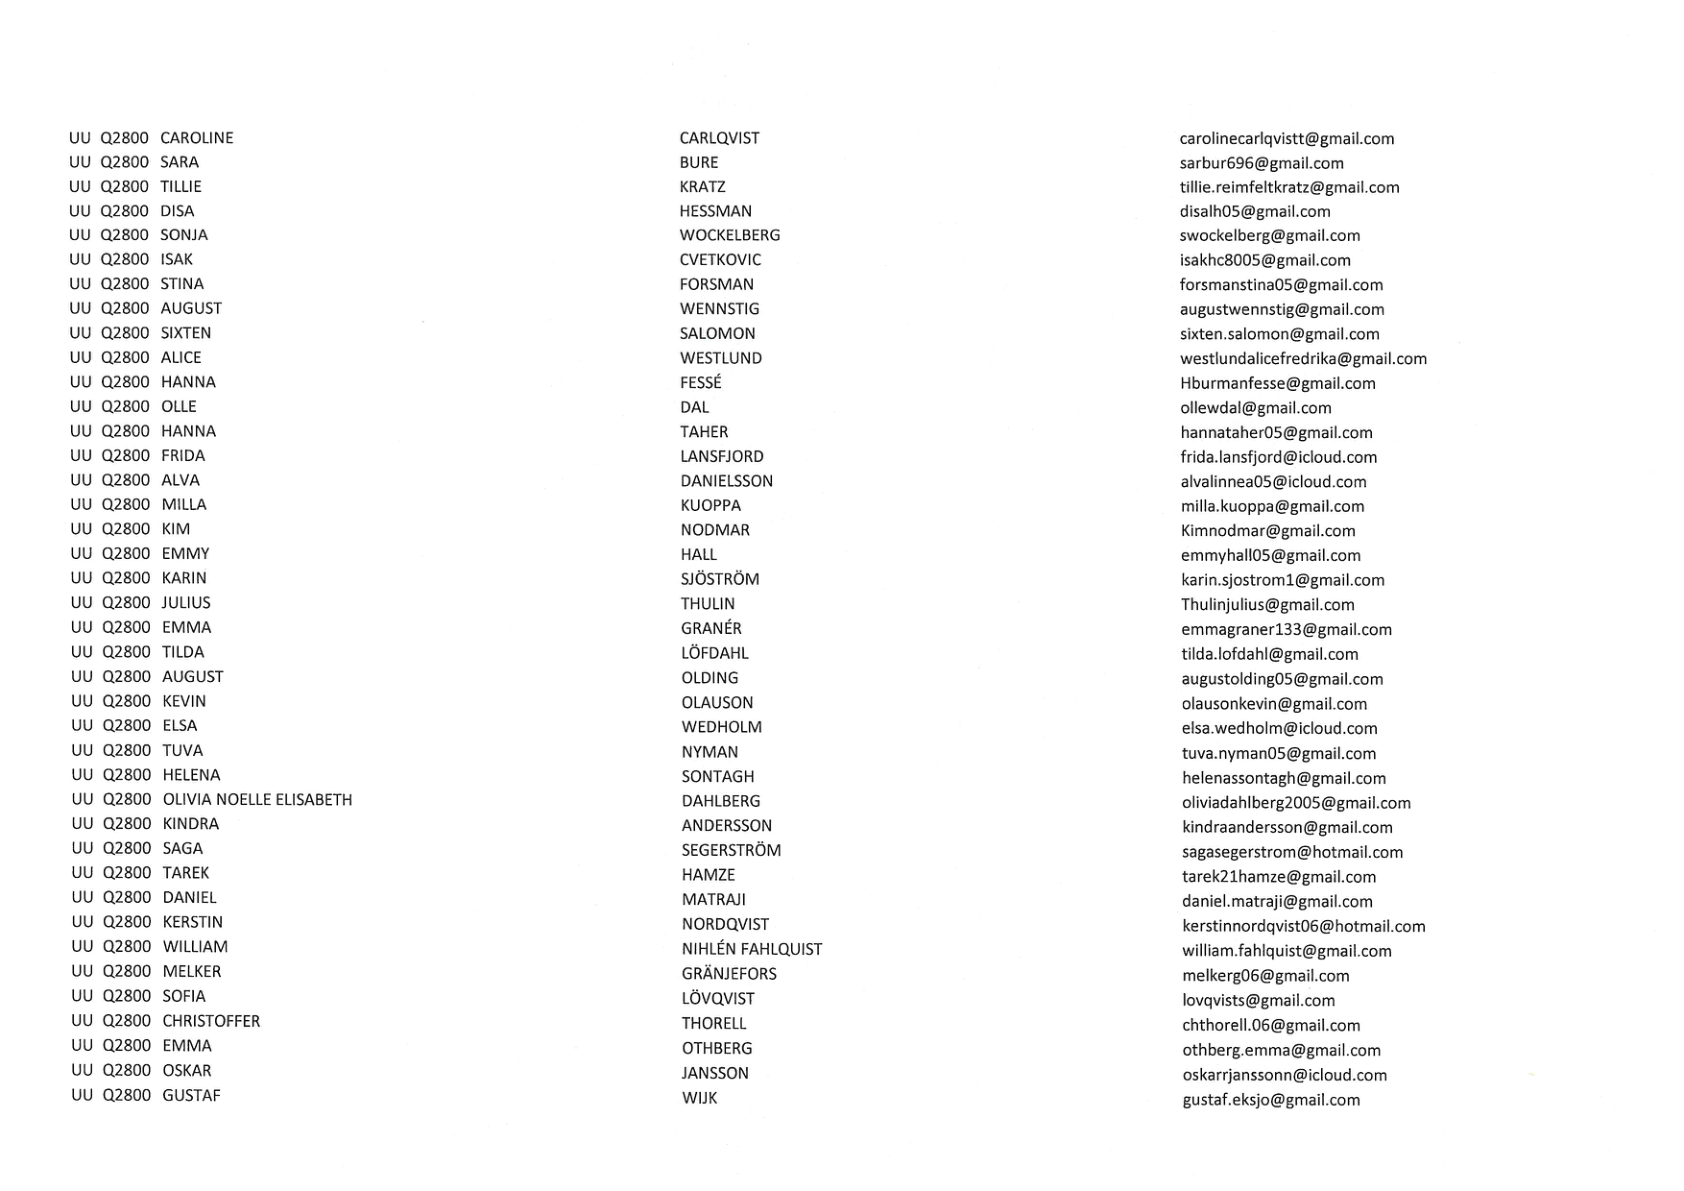 UU Q2800 CAROLINE CARLQVIST carolinecarlqvistt@gmail.com
UU Q2800 SARA BURE sarbur696@gmail.com
UU Q2800 TILLIE KRATZ tillie.reimfeltkratz@gmail.com
UU Q2800 DISA HESSMAN disalh05@gmail.com
UU Q2800 SONJA WOCKELBERG swockelberg@gmail.com
UU Q2800 ISAK CVETKOVIC isakhc8005@gmail.com
UU Q2800 STINA FORSMAN forsmanstina05@gmail.com
UU Q2800 AUGUST WENNSTIG augustwennstig@gmail.com
UU Q2800 SIXTEN SALOMON sixten.salomon@gmail.com
UU Q2800 ALICE WESTLUND westlundalicefredrika@gmail.com
UU Q2800 HANNA FESSÉ Hburmanfesse@gmail.com
UU Q2800 OLLE DAL ollewdal@gmail.com
UU Q2800 HANNA TAHER hannataher05@gmail.com
UU Q2800 FRIDA LANSFJORD frida.lansfjord@icloud.com
UU Q2800 ALVA DANIELSSON alvalinnea05@icloud.com
UU Q2800 MILLA KUOPPA milla.kuoppa@gmail.com
UU Q2800 KIM NODMAR Kimnodmar@gmail.com
UU Q2800 EMMY HALL emmyhall05@gmail.com
UU Q2800 KARIN SJÖSTRÖM karin.sjostrom1@gmail.com
UU Q2800 JULIUS THULIN Thulinjulius@gmail.com
UU Q2800 EMMA GRANÉR emmagraner133@gmail.com
UU Q2800 TILDA LÖFDAHL tilda.lofdahl@gmail.com
UU Q2800 AUGUST OLDING augustolding05@gmail.com
UU Q2800 KEVIN OLAUSON olausonkevin@gmail.com
UU Q2800 ELSA WEDHOLM elsa.wedholm@icloud.com
UU Q2800 TUVA NYMAN tuva.nyman05@gmail.com
UU Q2800 HELENA SONTAGH helenassontagh@gmail.com
UU Q2800 OLIVIA NOELLE ELISABETH DAHLBERG oliviadahlberg2005@gmail.com
UU Q2800 KINDRA ANDERSSON kindraandersson@gmail.com
UU Q2800 SAGA SEGERSTRÖM sagasegerstrom@hotmail.com
UU Q2800 TAREK HAMZE tarek21hamze@gmail.com
UU Q2800 DANIEL MATRAJI daniel.matraji@gmail.com
UU Q2800 KERSTIN NORDQVIST kerstinnordqvist06@hotmail.com
UU Q2800 WILLIAM NIHLÉN FAHLQUIST william.fahlquist@gmail.com
UU Q2800 MELKER GRÄNJEFORS melkerg06@gmail.com
UU Q2800 SOFIA LÖVQVIST lovqvists@gmail.com
UU Q2800 CHRISTOFFER THORELL chthorell.06@gmail.com
UU Q2800 EMMA OTHBERG othberg.emma@gmail.com
UU Q2800 OSKAR JANSSON oskarrjanssonn@icloud.com
UU Q2800 GUSTAF WIJK gustaf.eksjo@gmail.com